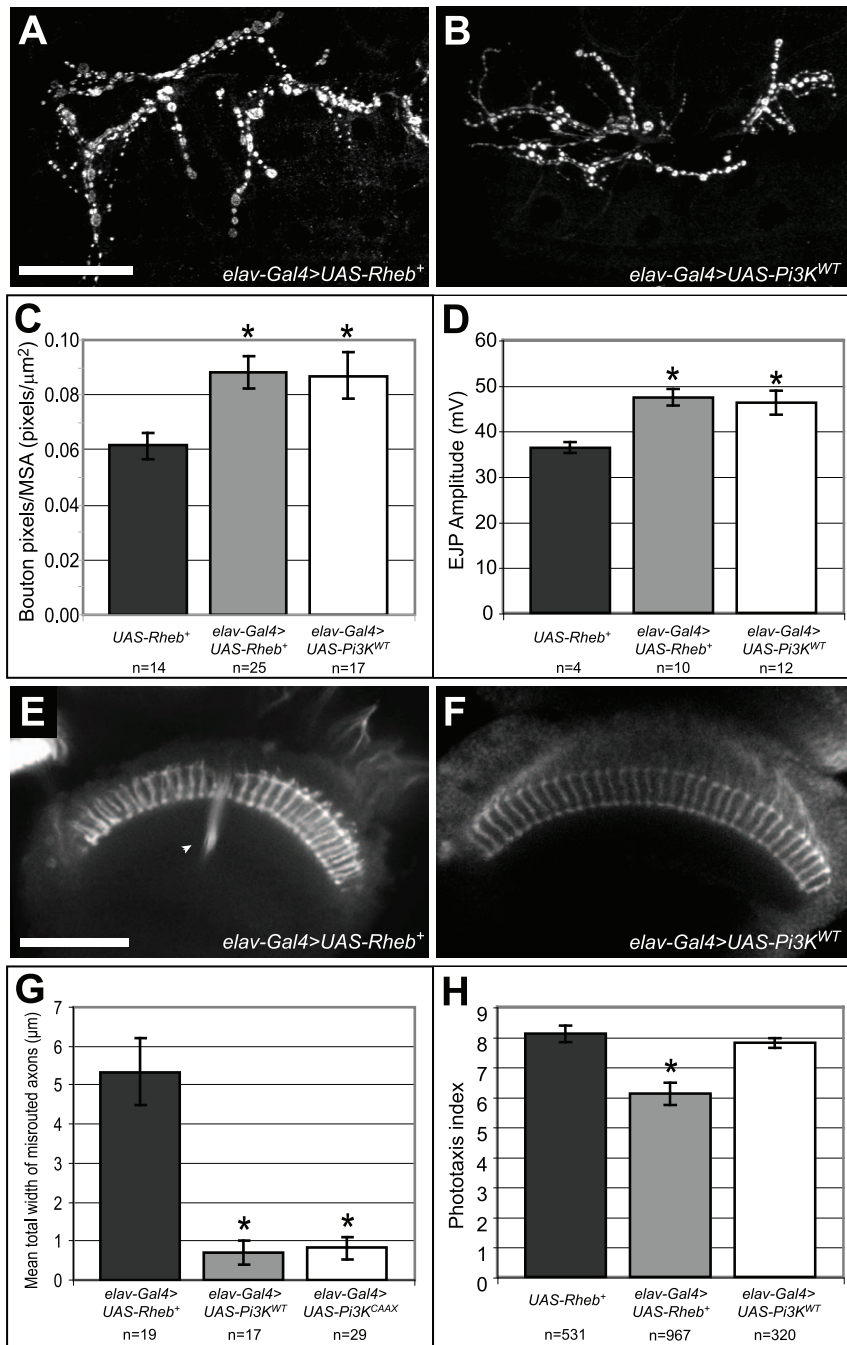 A
elav-Gal4>UAS-Rheb⁺
B
elav-Gal4>UAS-Pi3Kᵂᵀ
C
Bouton pixels/MSA (pixels/µm²)
0.10
0.08
0.06
0.04
0.02
0.00
*
*
UAS-Rheb⁺
n=14
elav-Gal4>
UAS-Rheb⁺
n=25
elav-Gal4>
UAS-Pi3Kᵂᵀ
n=17
D
EJP Amplitude (mV)
60
50
40
30
20
10
0
*
*
UAS-Rheb⁺
n=4
elav-Gal4>
UAS-Rheb⁺
n=10
elav-Gal4>
UAS-Pi3Kᵂᵀ
n=12
E
elav-Gal4>UAS-Rheb⁺
F
elav-Gal4>UAS-Pi3Kᵂᵀ
G
Mean total width of misrouted axons (µm)
7
6
5
4
3
2
1
0
*
*
elav-Gal4>
UAS-Rheb⁺
n=19
elav-Gal4>
UAS-Pi3Kᵂᵀ
n=17
elav-Gal4>
UAS-Pi3K^CAAX
n=29
H
Phototaxis index
9
8
7
6
5
4
3
2
1
0
*
UAS-Rheb⁺
n=531
elav-Gal4>
UAS-Rheb⁺
n=967
elav-Gal4>
UAS-Pi3Kᵂᵀ
n=320